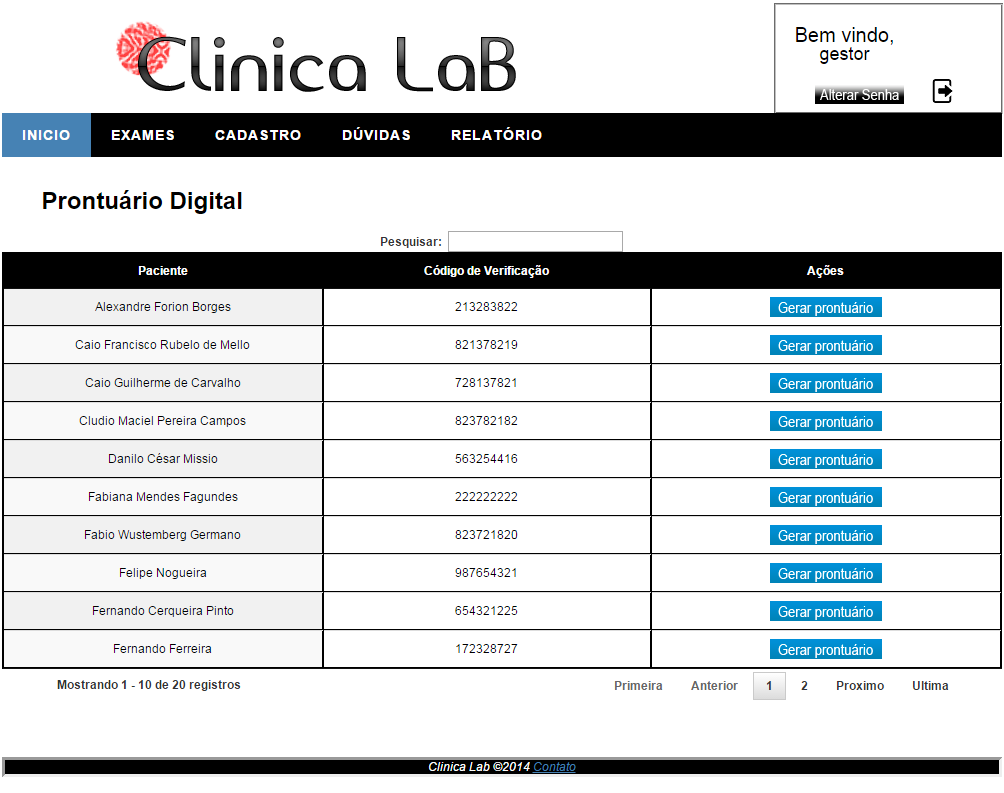 Clinica LaB
Bem vindo,
gestor
Alterar Senha
INICIO EXAMES CADASTRO DÚVIDAS RELATÓRIO
Prontuário Digital
Pesquisar:
Paciente Código de Verificação Ações
Alexandre Forion Borges 213283822 Gerar prontuário
Caio Francisco Rubelo de Mello 821378219 Gerar prontuário
Caio Guilherme de Carvalho 728137821 Gerar prontuário
Cludio Maciel Pereira Campos 823782182 Gerar prontuário
Danilo César Missio 563254416 Gerar prontuário
Fabiana Mendes Fagundes 222222222 Gerar prontuário
Fabio Wustemberg Germano 823721820 Gerar prontuário
Felipe Nogueira 987654321 Gerar prontuário
Fernando Cerqueira Pinto 654321225 Gerar prontuário
Fernando Ferreira 172328727 Gerar prontuário
Mostrando 1 - 10 de 20 registros Primeira Anterior 1 2 Proximo Ultima
Clinica Lab ©2014 Contato